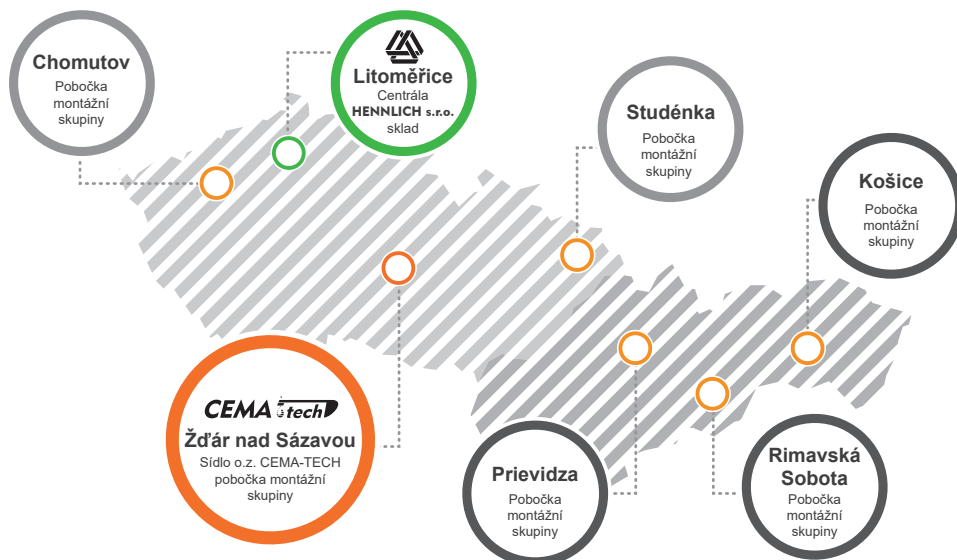 Chomutov
Pobočka
montážní
skupiny
Litoměřice
Centrála
HENNLICH s.r.o.
sklad
Studénka
Pobočka
montážní
skupiny
Košice
Pobočka
montážní
skupiny
CEMA tech
Žďár nad Sázavou
Sídlo o.z. CEMA-TECH
pobočka montážní
skupiny
Prievidza
Pobočka
montážní
skupiny
Rimavská
Sobota
Pobočka
montážní
skupiny